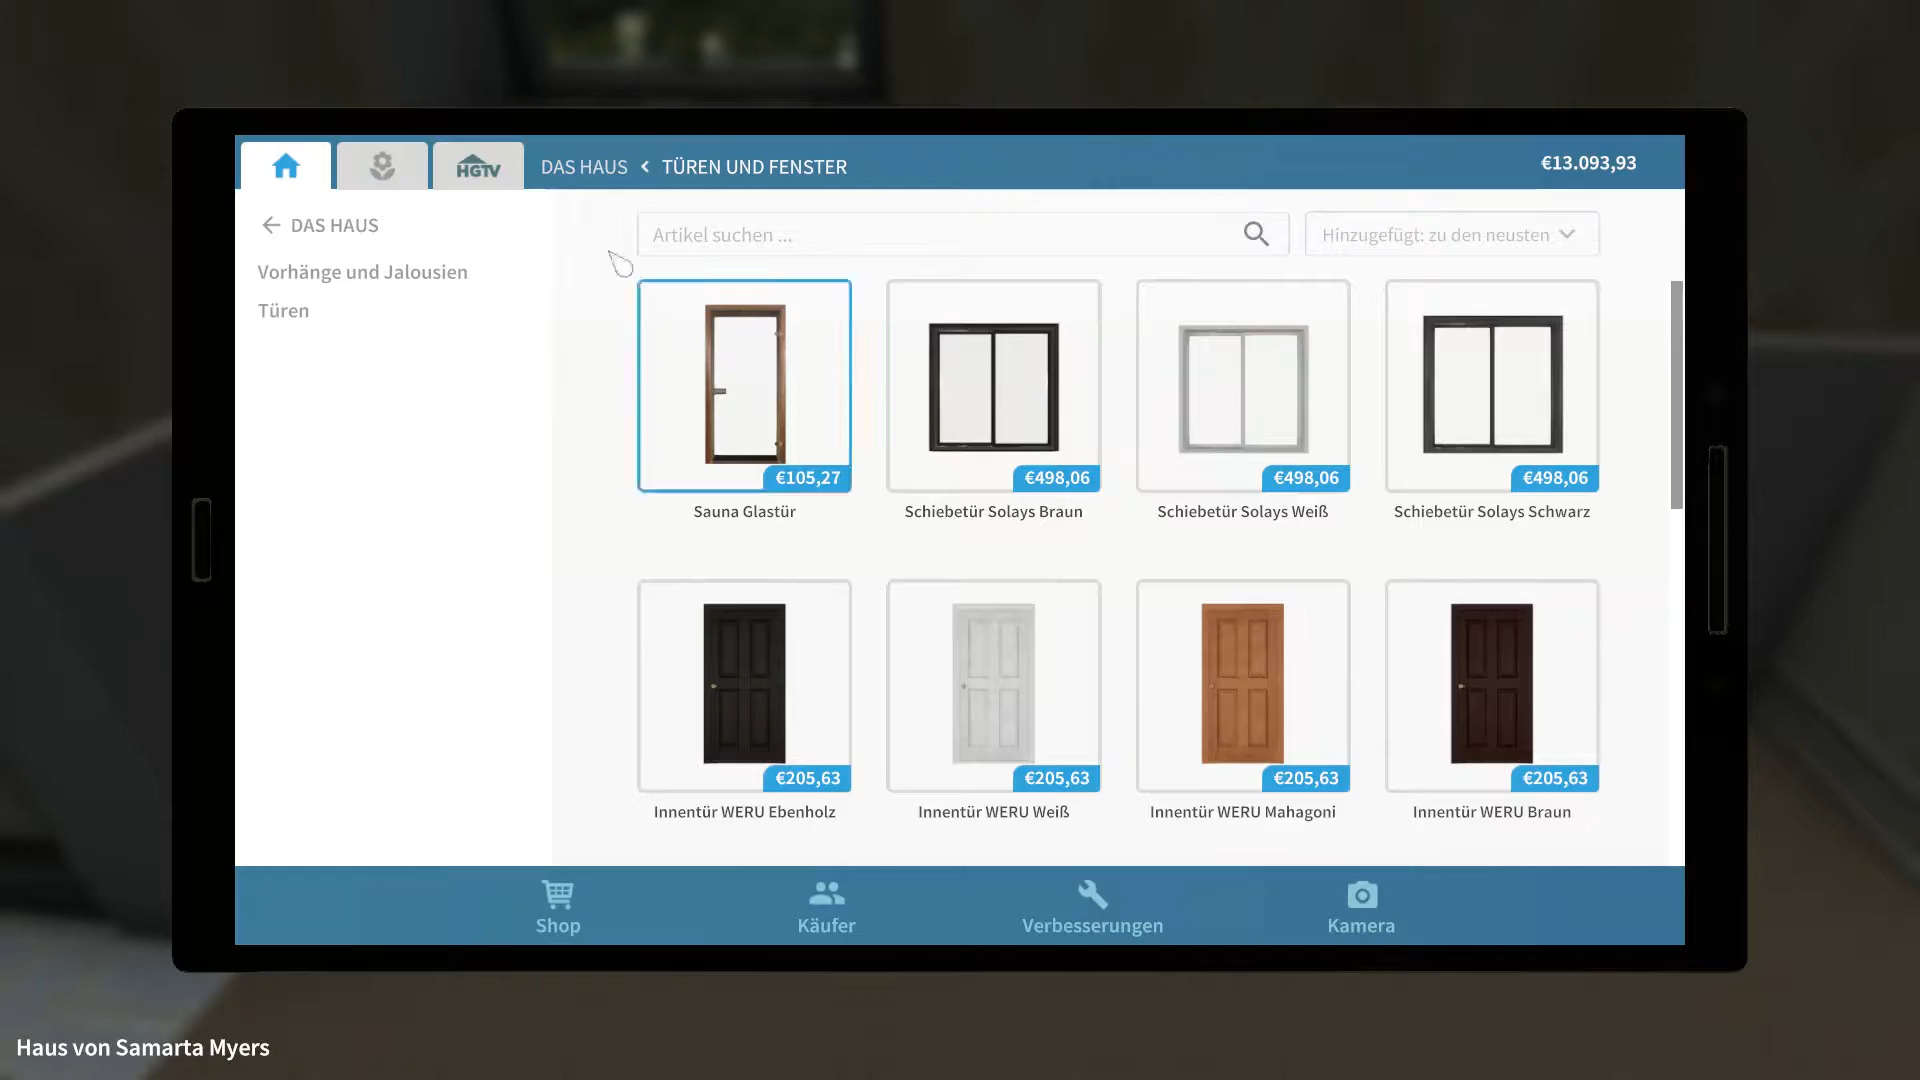 HGTV
DAS HAUS < TÜREN UND FENSTER
€13.093,93
DAS HAUS
Vorhänge und Jalousien
Türen
Artikel suchen ...
Hinzugefügt: zu den neusten
€105,27
€498,06
€498,06
€498,06
Sauna Glastür
Schiebetür Solays Braun
Schiebetür Solays Weiß
Schiebetür Solays Schwarz
€205,63
€205,63
€205,63
€205,63
Innentür WERU Ebenholz
Innentür WERU Weiß
Innentür WERU Mahagoni
Innentür WERU Braun
Shop
Käufer
Verbesserungen
Kamera
Haus von Samarta Myers